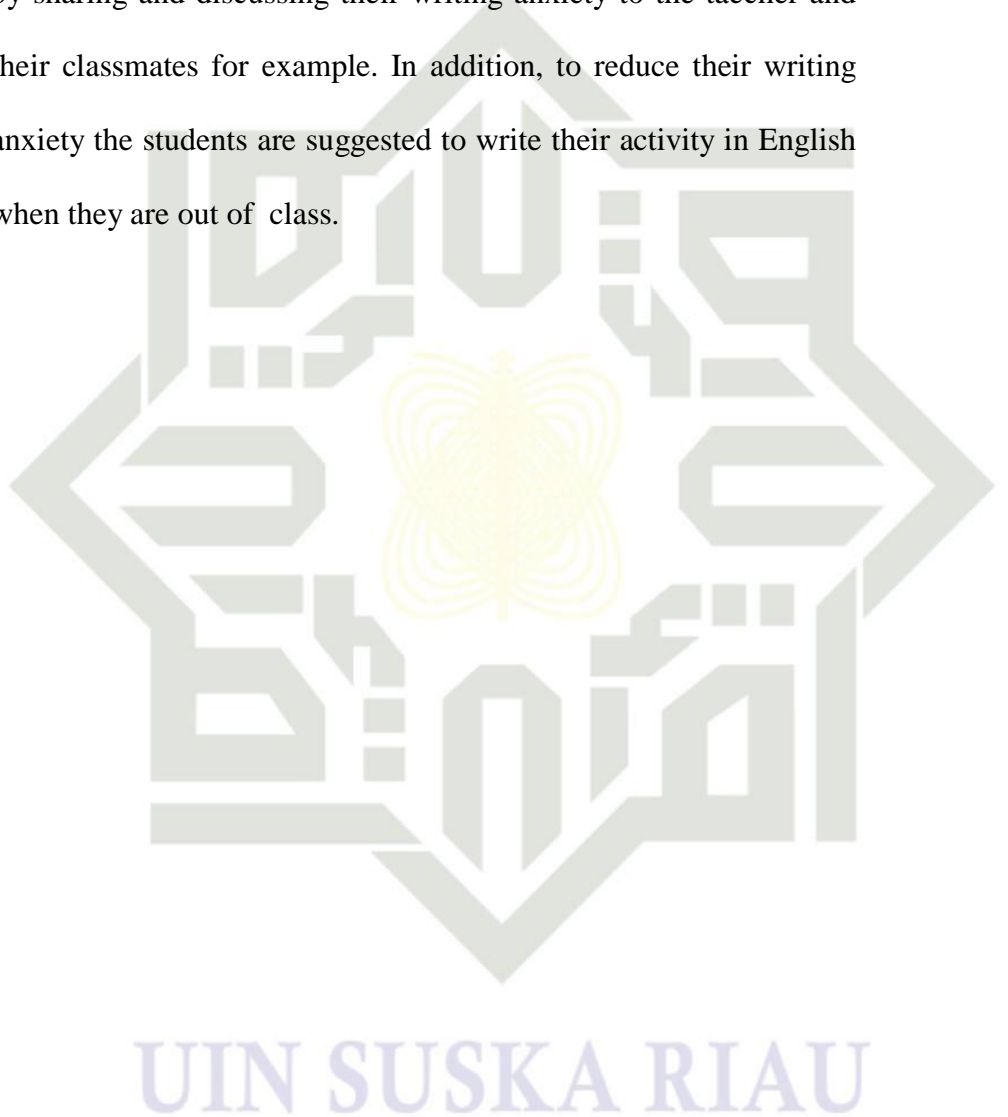 by sharing and discussing their writing anxiety to the taecher and
their classmates for example. In addition, to reduce their writing
anxiety the students are suggested to write their activity in English
when they are out of class.
UIN SUSKA RIAU